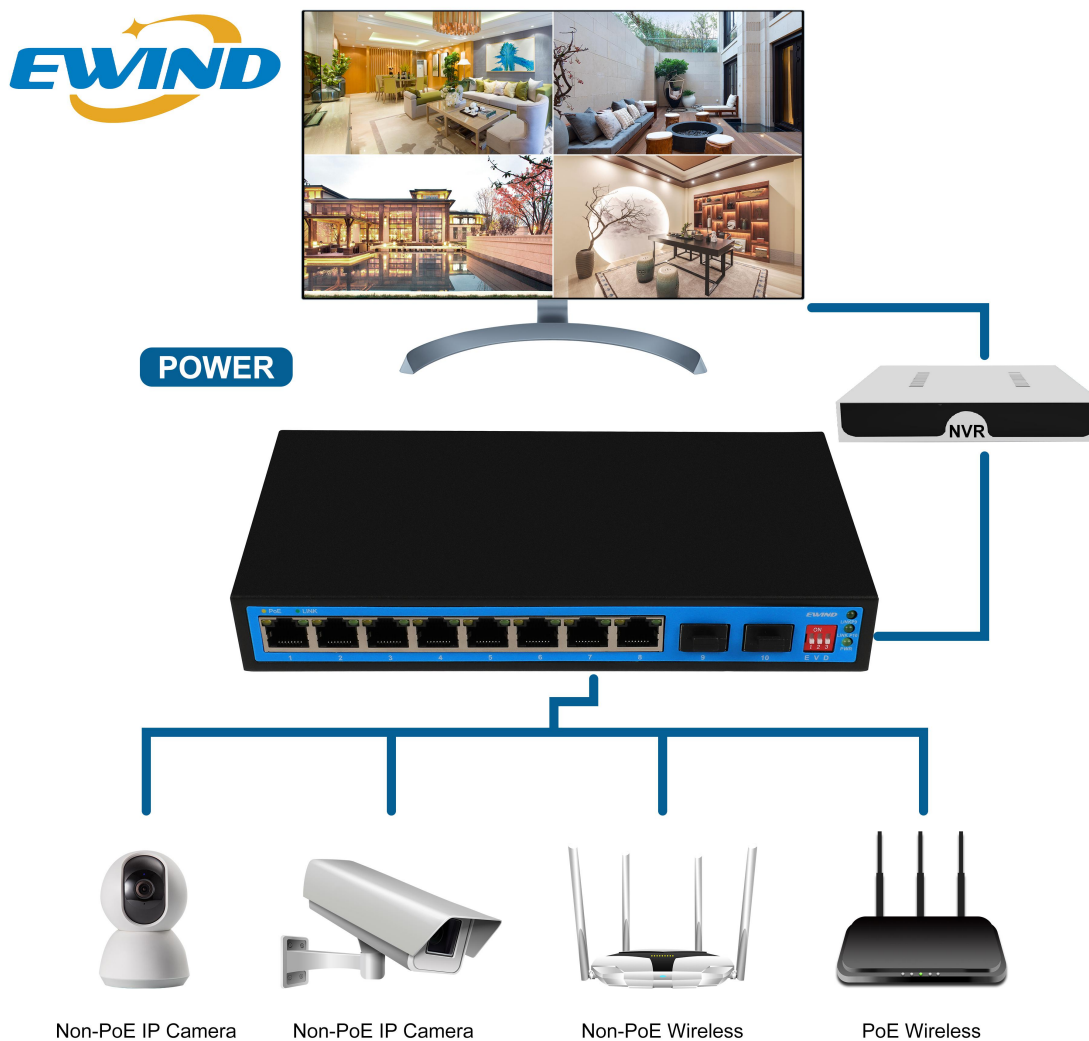 EWIND
POWER
NVR
PoE LINK
EWIND
ON
1 2 3
PWR
1 2 3 4 5 6 7 8 9 10 E V D
Non-PoE IP Camera Non-PoE IP Camera Non-PoE Wireless PoE Wireless